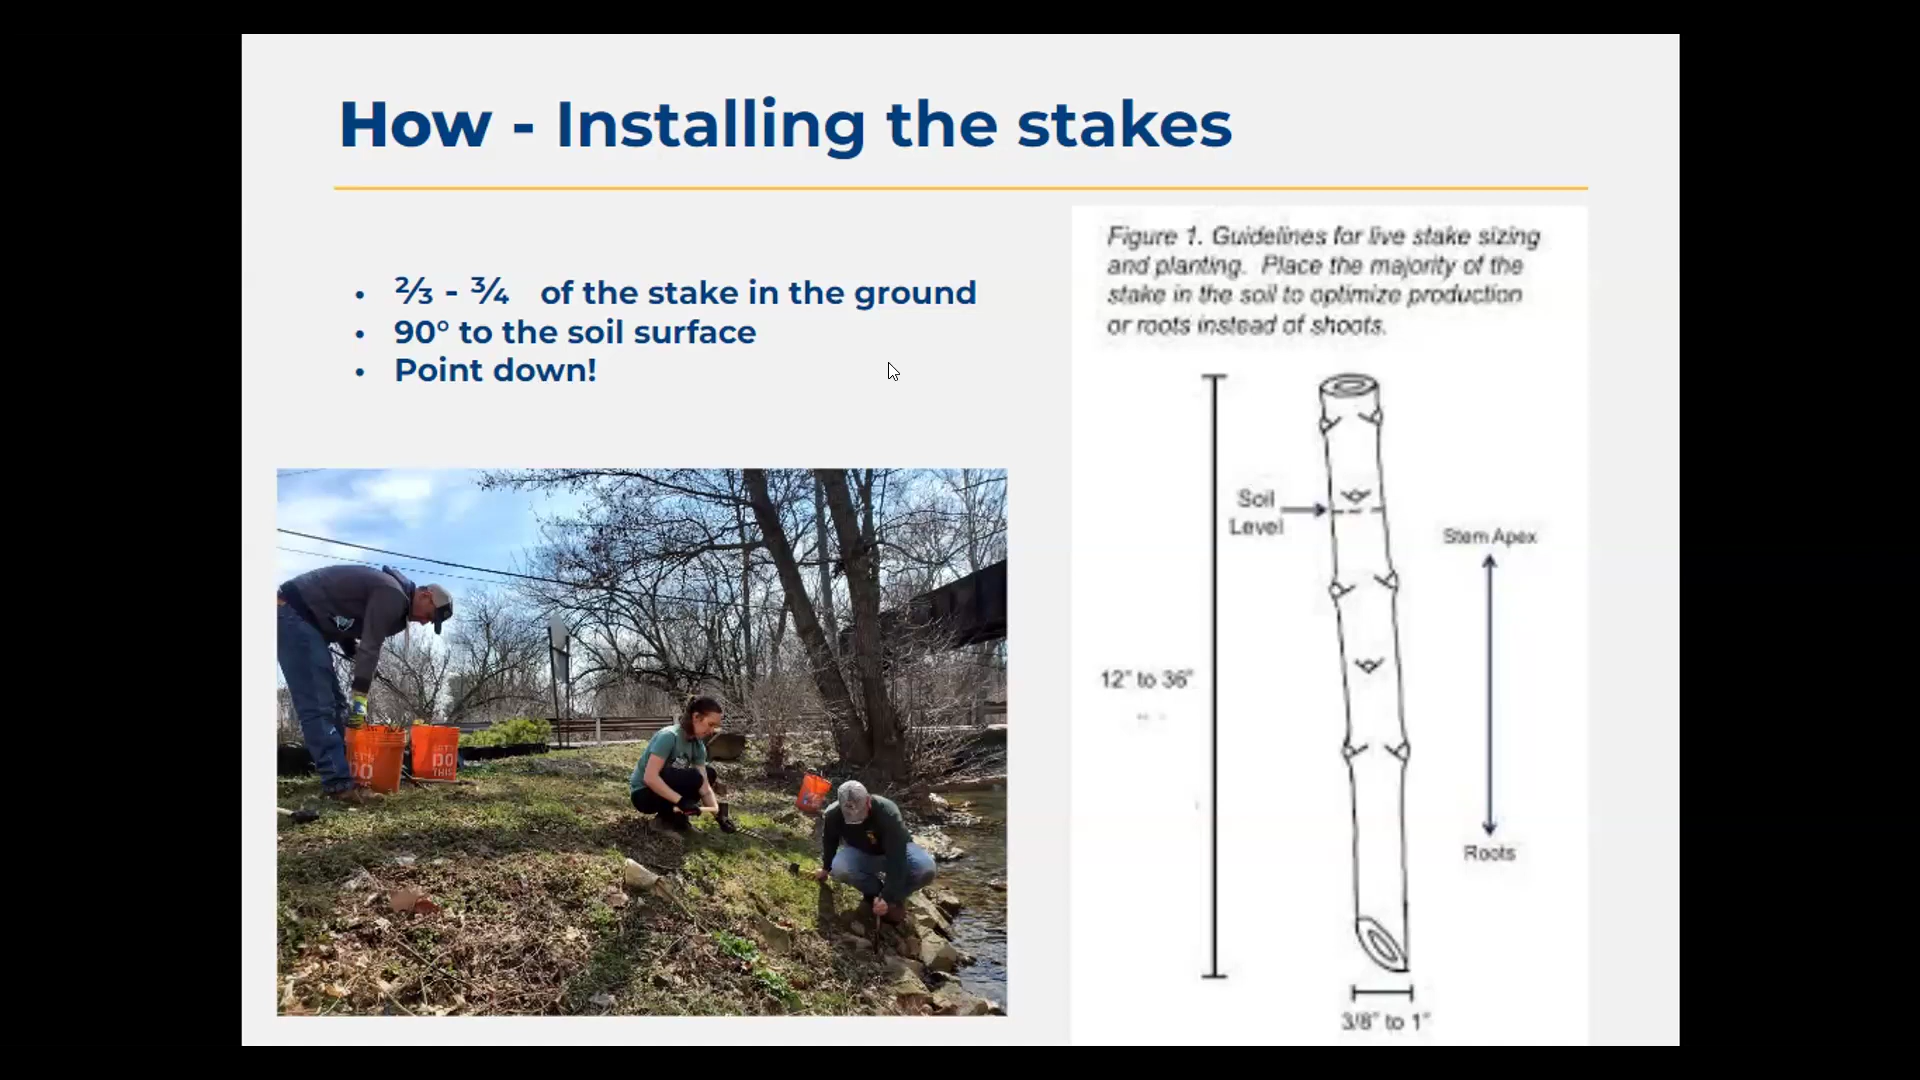 How - Installing the stakes
• ⅔ - ¾ of the stake in the ground
• 90° to the soil surface
• Point down!
Figure 1. Guidelines for live stake sizing
and planting. Place the majority of the
stake in the soil to optimize production
or roots instead of shoots.
Soil
Level
Stem Apex
12" to 36"
Roots
3/8" to 1"
LET'S
DO
THIS